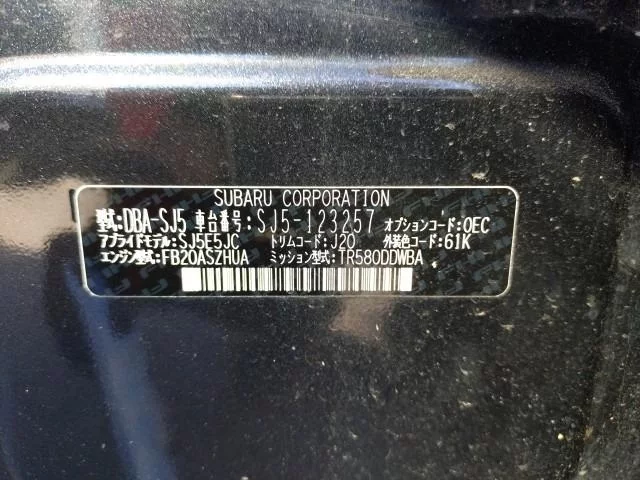 SUBARU CORPORATION
型式:DBA-SJ5 車台番号:SJ5-123257 オプションコード:OEC
アプライドモデル:SJ5E5JC トリムコード:J20 外装色コード:61K
エンジン型式:FB20ASZHUA ミッション型式:TR580DDWBA